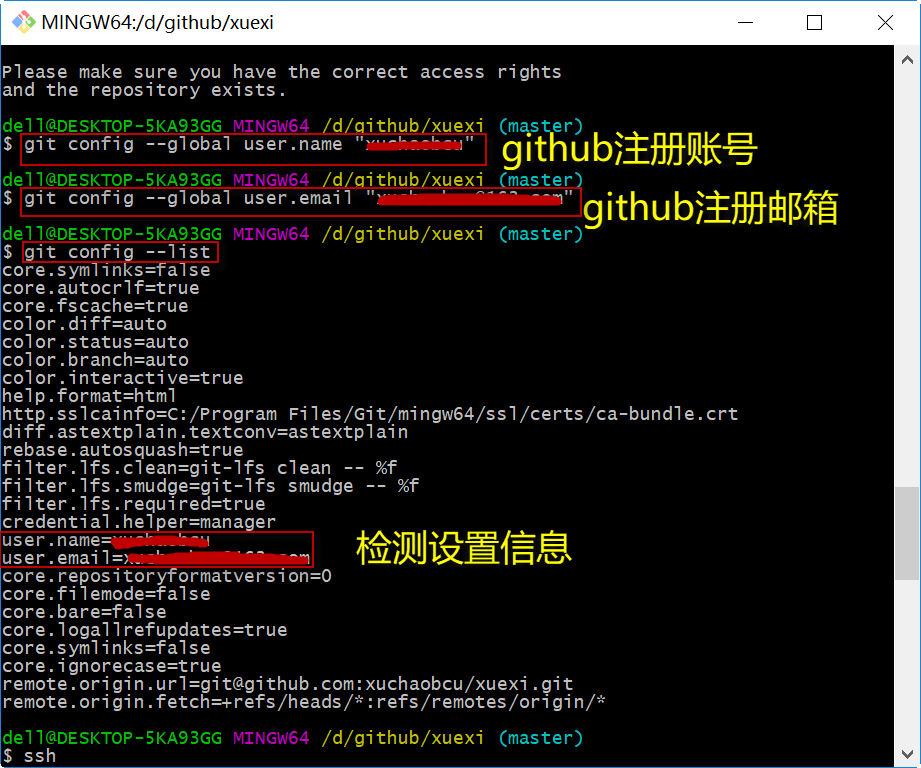 MINGW64:/d/github/xuexi
Please make sure you have the correct access rights
and the repository exists.
dell@DESKTOP-5KA93GG MINGW64 /d/github/xuexi (master)
$ git config --global user.name "
github注册账号
dell@DESKTOP-5KA93GG MINGW64 /d/github/xuexi (master)
$ git config --global user.email "
github注册邮箱
dell@DESKTOP-5KA93GG MINGW64 /d/github/xuexi (master)
$ git config --list
core.symlinks=false
core.autocrlf=true
core.fscache=true
color.diff=auto
color.status=auto
color.branch=auto
color.interactive=true
help.format=html
http.sslcainfo=C:/Program Files/Git/mingw64/ssl/certs/ca-bundle.crt
diff.astextplain.textconv=astextplain
rebase.autosquash=true
filter.lfs.clean=git-lfs clean -- %f
filter.lfs.smudge=git-lfs smudge -- %f
filter.lfs.required=true
credential.helper=manager
user.name=
user.email=
检测设置信息
core.repositoryformatversion=0
core.filemode=false
core.bare=false
core.logallrefupdates=true
core.symlinks=false
core.ignorecase=true
remote.origin.url=git@github.com:xuchaobcu/xuexi.git
remote.origin.fetch=+refs/heads/*:refs/remotes/origin/*
dell@DESKTOP-5KA93GG MINGW64 /d/github/xuexi (master)
$ ssh